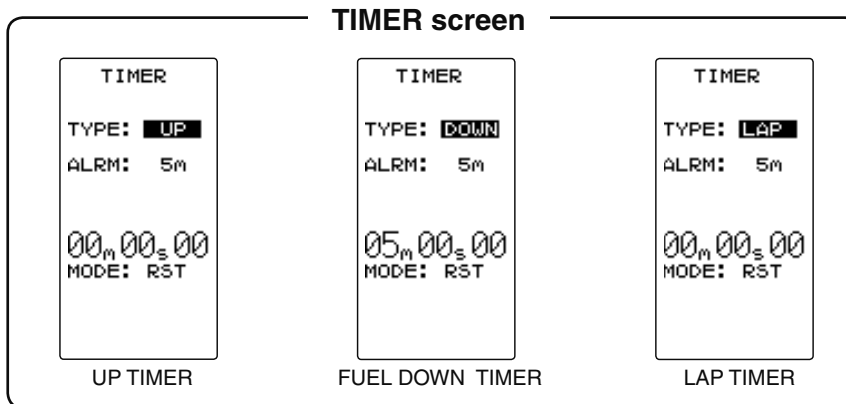 TIMER screen
TIMER
TYPE: UP
ALRM: 5m
00m00s00
MODE: RST
UP TIMER
TIMER
TYPE: DOWN
ALRM: 5m
05m00s00
MODE: RST
FUEL DOWN TIMER
TIMER
TYPE: LAP
ALRM: 5m
00m00s00
MODE: RST
LAP TIMER